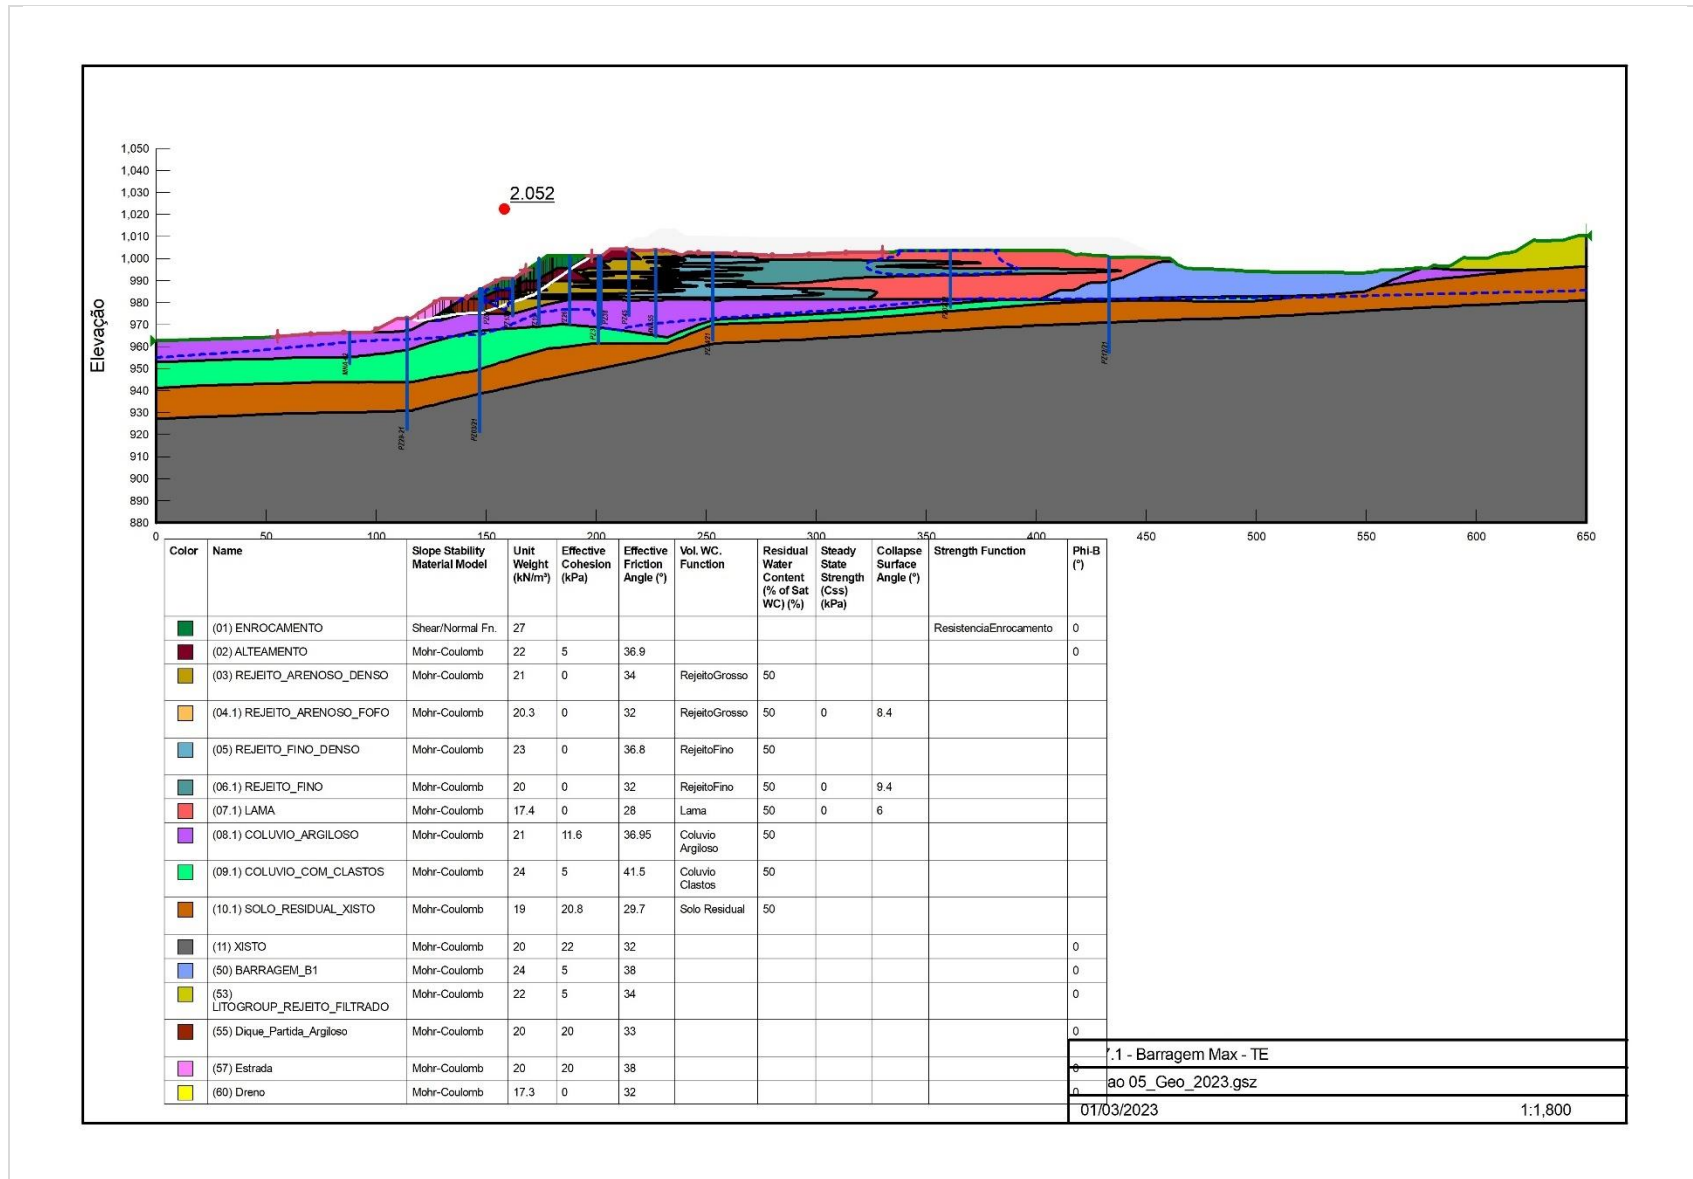 1,050
1,040
1,030
1,020
1,010
1,000
990
980
970
960
950
940
930
920
910
900
890
880
Elevação
2.052
PZ29-21
PZ03/21
PZ12/21
0 50 100 150 200 250 300 350 400 450 500 550 600 650
Color Name Slope Stability Material Model Unit Weight (kN/m³) Effective Cohesion (kPa) Effective Friction Angle (°) Vol. WC. Function Residual Water Content (% of Sat WC) (%) Steady State Strength (Css) (kPa) Collapse Surface Angle (°) Strength Function Phi-B (°)
(01) ENROCAMENTO Shear/Normal Fn. 27 ResistenciaEnrocamento 0
(02) ALTEAMENTO Mohr-Coulomb 22 5 36.9 0
(03) REJEITO_ARENOSO_DENSO Mohr-Coulomb 21 0 34 RejeitoGrosso 50
(04.1) REJEITO_ARENOSO_FOFO Mohr-Coulomb 20.3 0 32 RejeitoGrosso 50 0 8.4
(05) REJEITO_FINO_DENSO Mohr-Coulomb 23 0 36.8 RejeitoFino 50
(06.1) REJEITO_FINO Mohr-Coulomb 20 0 32 RejeitoFino 50 0 9.4
(07.1) LAMA Mohr-Coulomb 17.4 0 28 Lama 50 0 6
(08.1) COLUVIO_ARGILOSO Mohr-Coulomb 21 11.6 36.95 Coluvio Argiloso 50
(09.1) COLUVIO_COM_CLASTOS Mohr-Coulomb 24 5 41.5 Coluvio Clastos 50
(10.1) SOLO_RESIDUAL_XISTO Mohr-Coulomb 19 20.8 29.7 Solo Residual 50
(11) XISTO Mohr-Coulomb 20 22 32 0
(50) BARRAGEM_B1 Mohr-Coulomb 24 5 38 0
(53) LITOGROUP_REJEITO_FILTRADO Mohr-Coulomb 22 5 34 0
(55) Dique_Partida_Argiloso Mohr-Coulomb 20 20 33 0
(57) Estrada Mohr-Coulomb 20 20 38 0
(60) Dreno Mohr-Coulomb 17.3 0 32 0
7.1 - Barragem Max - TE
ao 05_Geo_2023.gsz
01/03/2023 1:1,800